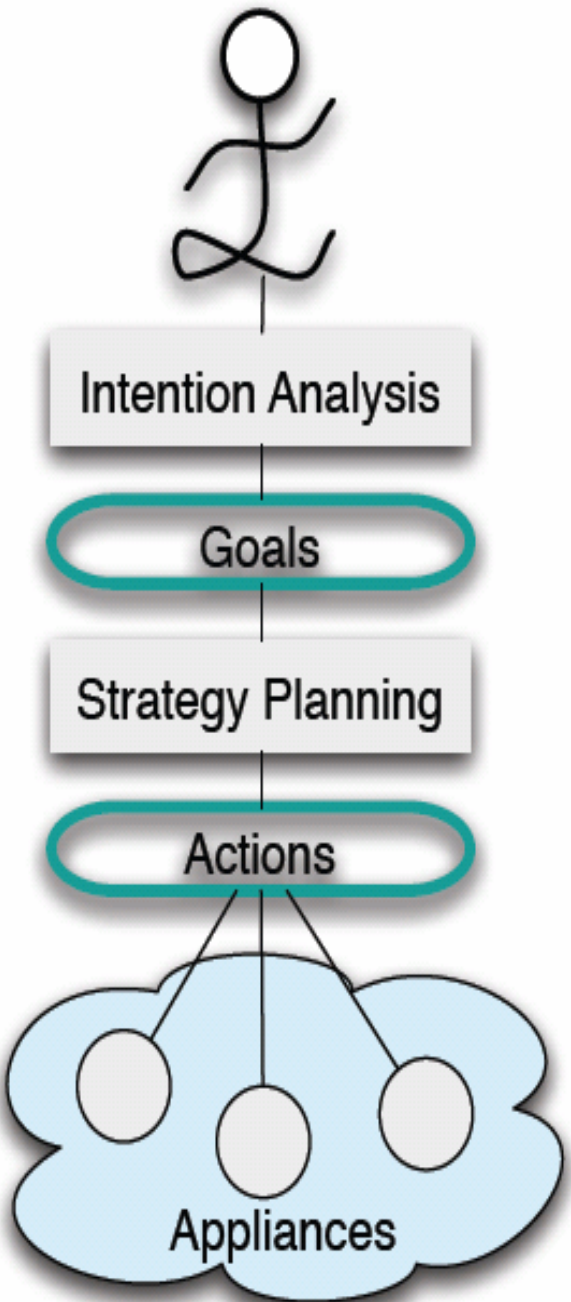 Intention Analysis
Goals
Strategy Planning
Actions
Appliances